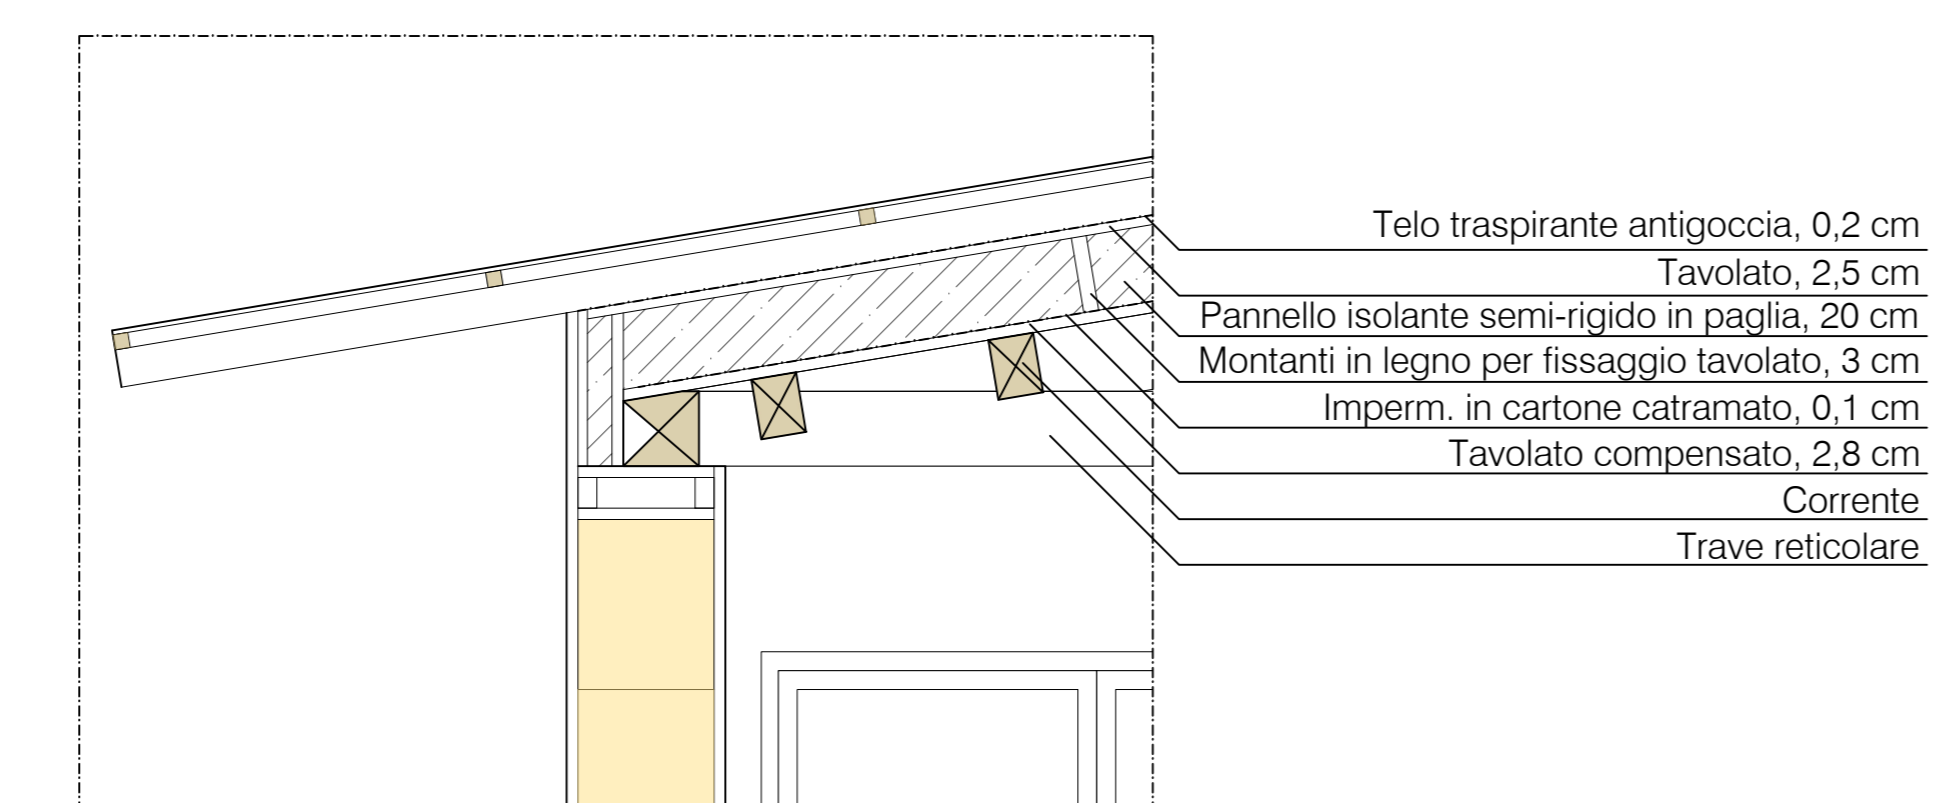 Telo traspirante antigoccia, 0,2 cm
Tavolato, 2,5 cm
Pannello isolante semi-rigido in paglia, 20 cm
Montanti in legno per fissaggio tavolato, 3 cm
Imperm. in cartone catramato, 0,1 cm
Tavolato compensato, 2,8 cm
Corrente
Trave reticolare